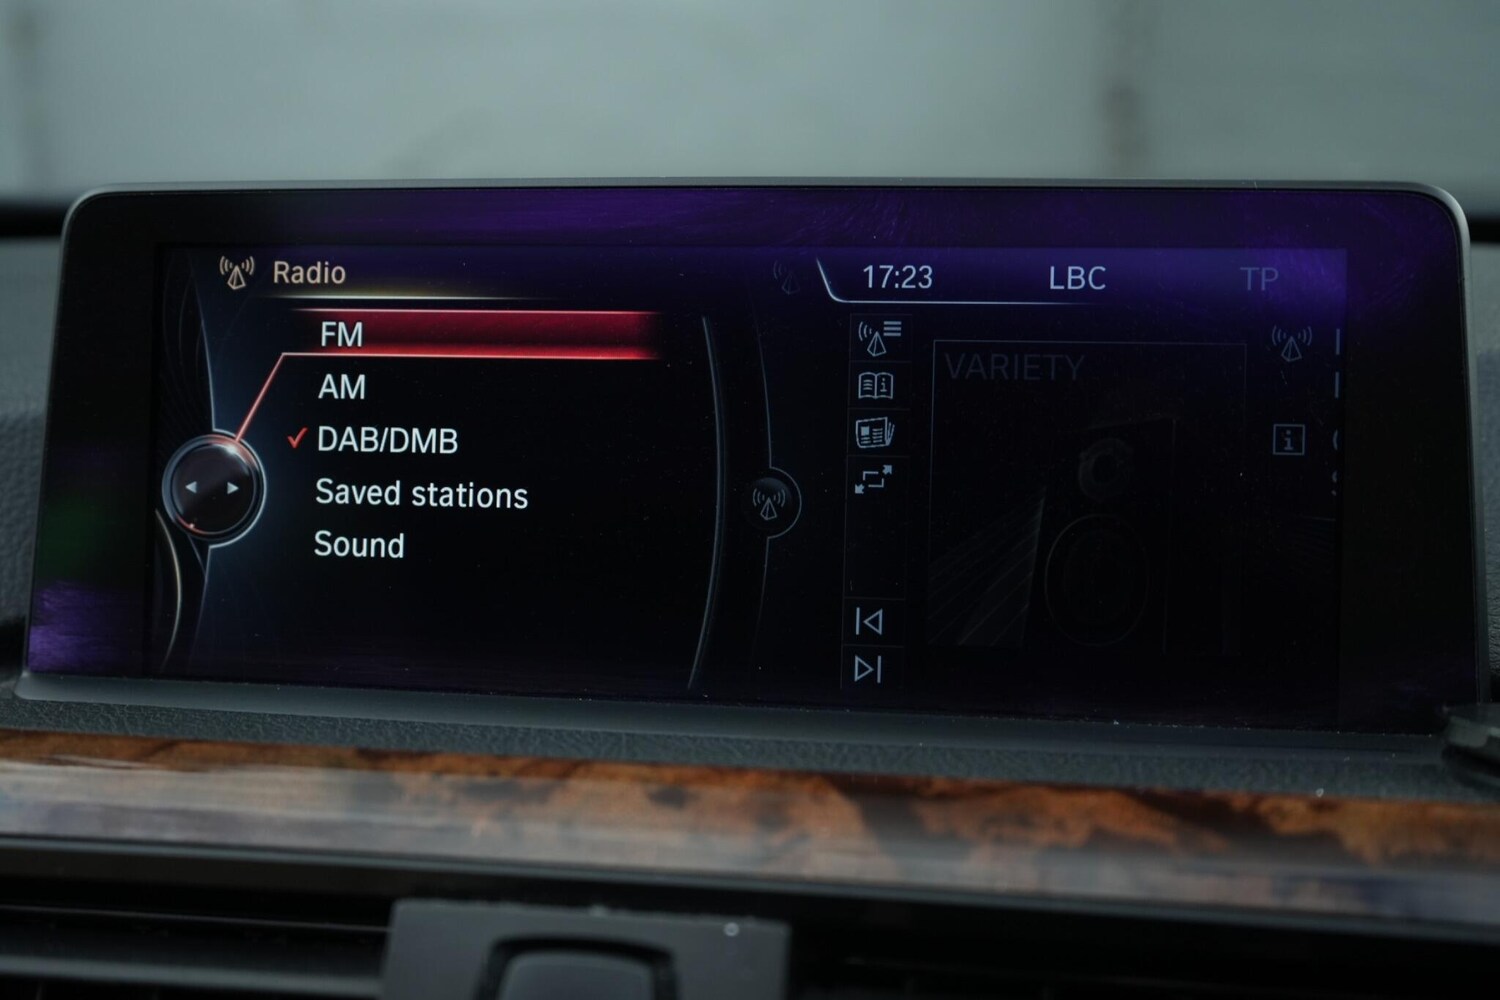 Radio
17:23 LBC TP
FM
AM
DAB/DMB
Saved stations
Sound
VARIETY